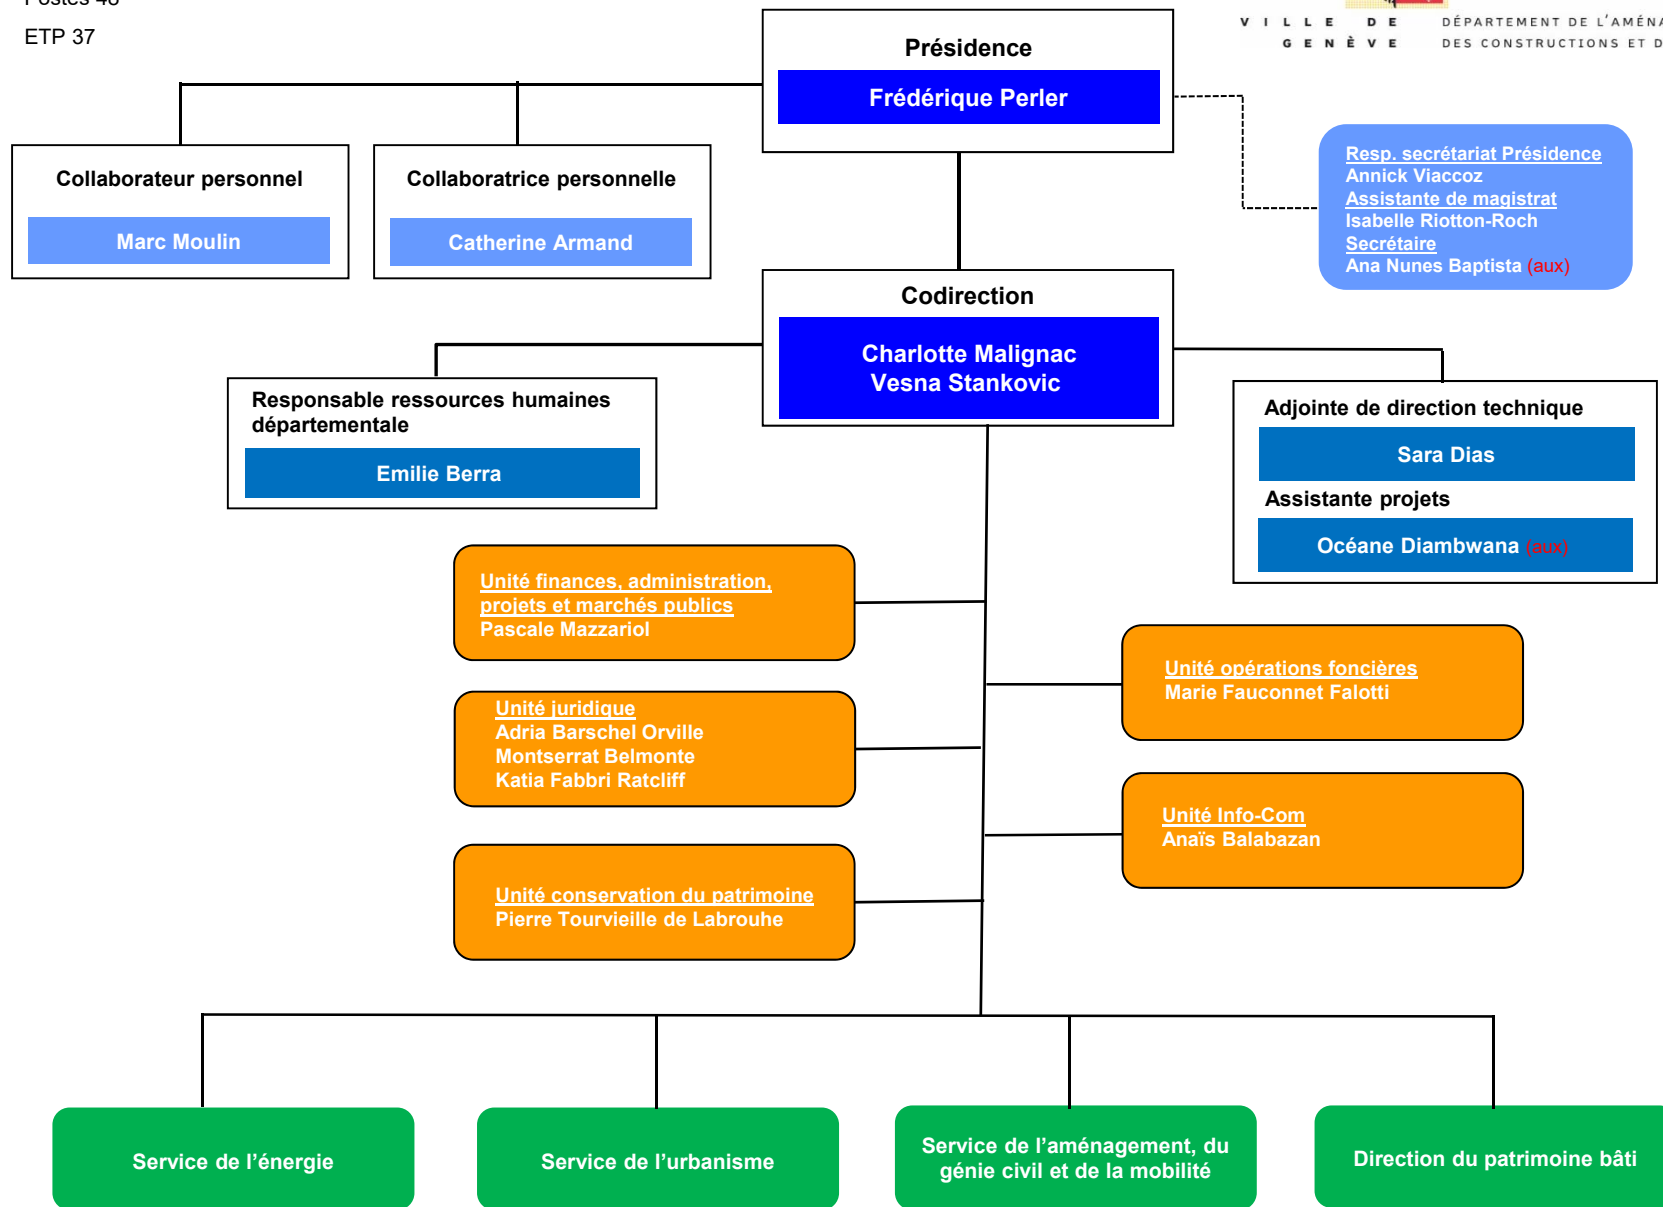 ETP 37
VILLE DE
GENÈVE
DÉPARTEMENT DE L'AMÉNA
DES CONSTRUCTIONS ET D
Présidence
Frédérique Perler
Collaborateur personnel
Marc Moulin
Collaboratrice personnelle
Catherine Armand
Resp. secrétariat Présidence
Annick Viaccoz
Assistante de magistrat
Isabelle Riotton-Roch
Secrétaire
Ana Nunes Baptista (aux)
Codirection
Charlotte Malignac
Vesna Stankovic
Responsable ressources humaines
départementale
Emilie Berra
Adjointe de direction technique
Sara Dias
Assistante projets
Océane Diambwana (aux)
Unité finances, administration,
projets et marchés publics
Pascale Mazzariol
Unité opérations foncières
Marie Fauconnet Falotti
Unité juridique
Adria Barschel Orville
Montserrat Belmonte
Katia Fabbri Ratcliff
Unité Info-Com
Anaïs Balabazan
Unité conservation du patrimoine
Pierre Tourvieille de Labrouhe
Service de l'énergie
Service de l'urbanisme
Service de l'aménagement, du
génie civil et de la mobilité
Direction du patrimoine bâti